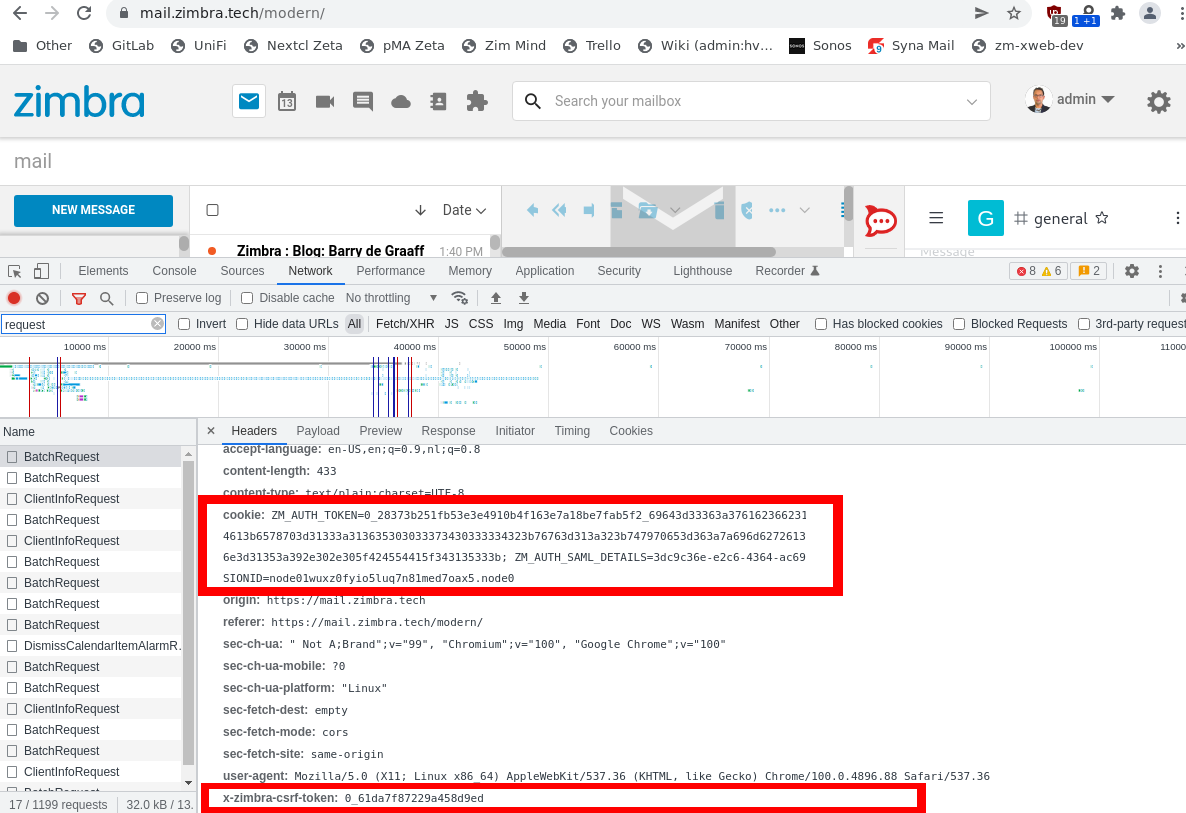 mail.zimbra.tech/modern/
19 1 +1
Other GitLab UniFi Nextcl Zeta pMA Zeta Zim Mind Trello Wiki (admin:hv... SONOS Sonos 9 Syna Mail zm-xweb-dev »
zimbra 13 Search your mailbox admin
mail
NEW MESSAGE Date G general
Zimbra : Blog: Barry de Graaff 1:40 PM Message
Elements Console Sources Network Performance Memory Application Security Lighthouse Recorder 8 6 2
Preserve log Disable cache No throttling
request Invert Hide data URLs All Fetch/XHR JS CSS Img Media Font Doc WS Wasm Manifest Other Has blocked cookies Blocked Requests 3rd-party request
10000 ms 20000 ms 30000 ms 40000 ms 50000 ms 60000 ms 70000 ms 80000 ms 90000 ms 100000 ms 11000
Name × Headers Payload Preview Response Initiator Timing Cookies
BatchRequest
BatchRequest
ClientInfoRequest
BatchRequest
ClientInfoRequest
BatchRequest
BatchRequest
BatchRequest
BatchRequest
DismissCalendarItemAlarmR...
BatchRequest
BatchRequest
ClientInfoRequest
BatchRequest
BatchRequest
ClientInfoRequest
BatchRequest
17 / 1199 requests 32.0 kB / 13.
accept-language: en-US,en;q=0.9,nl;q=0.8
content-length: 433
content-type: text/plain;charset=UTF-8
cookie: ZM_AUTH_TOKEN=0_28373b251fb53e3e4910b4f163e7a18be7fab5f2_69643d33363a376162366231
4613b6578703d31333a313635303033373430333334323b76763d313a323b747970653d363a7a696d6272613
6e3d31353a392e302e305f424554415f343135333b; ZM_AUTH_SAML_DETAILS=3dc9c36e-e2c6-4364-ac69
SIONID=node01wuxz0fyio5luq7n81med7oax5.node0
origin: https://mail.zimbra.tech
referer: https://mail.zimbra.tech/modern/
sec-ch-ua: " Not A;Brand";v="99", "Chromium";v="100", "Google Chrome";v="100"
sec-ch-ua-mobile: ?0
sec-ch-ua-platform: "Linux"
sec-fetch-dest: empty
sec-fetch-mode: cors
sec-fetch-site: same-origin
user-agent: Mozilla/5.0 (X11; Linux x86_64) AppleWebKit/537.36 (KHTML, like Gecko) Chrome/100.0.4896.88 Safari/537.36
x-zimbra-csrf-token: 0_61da7f87229a458d9ed